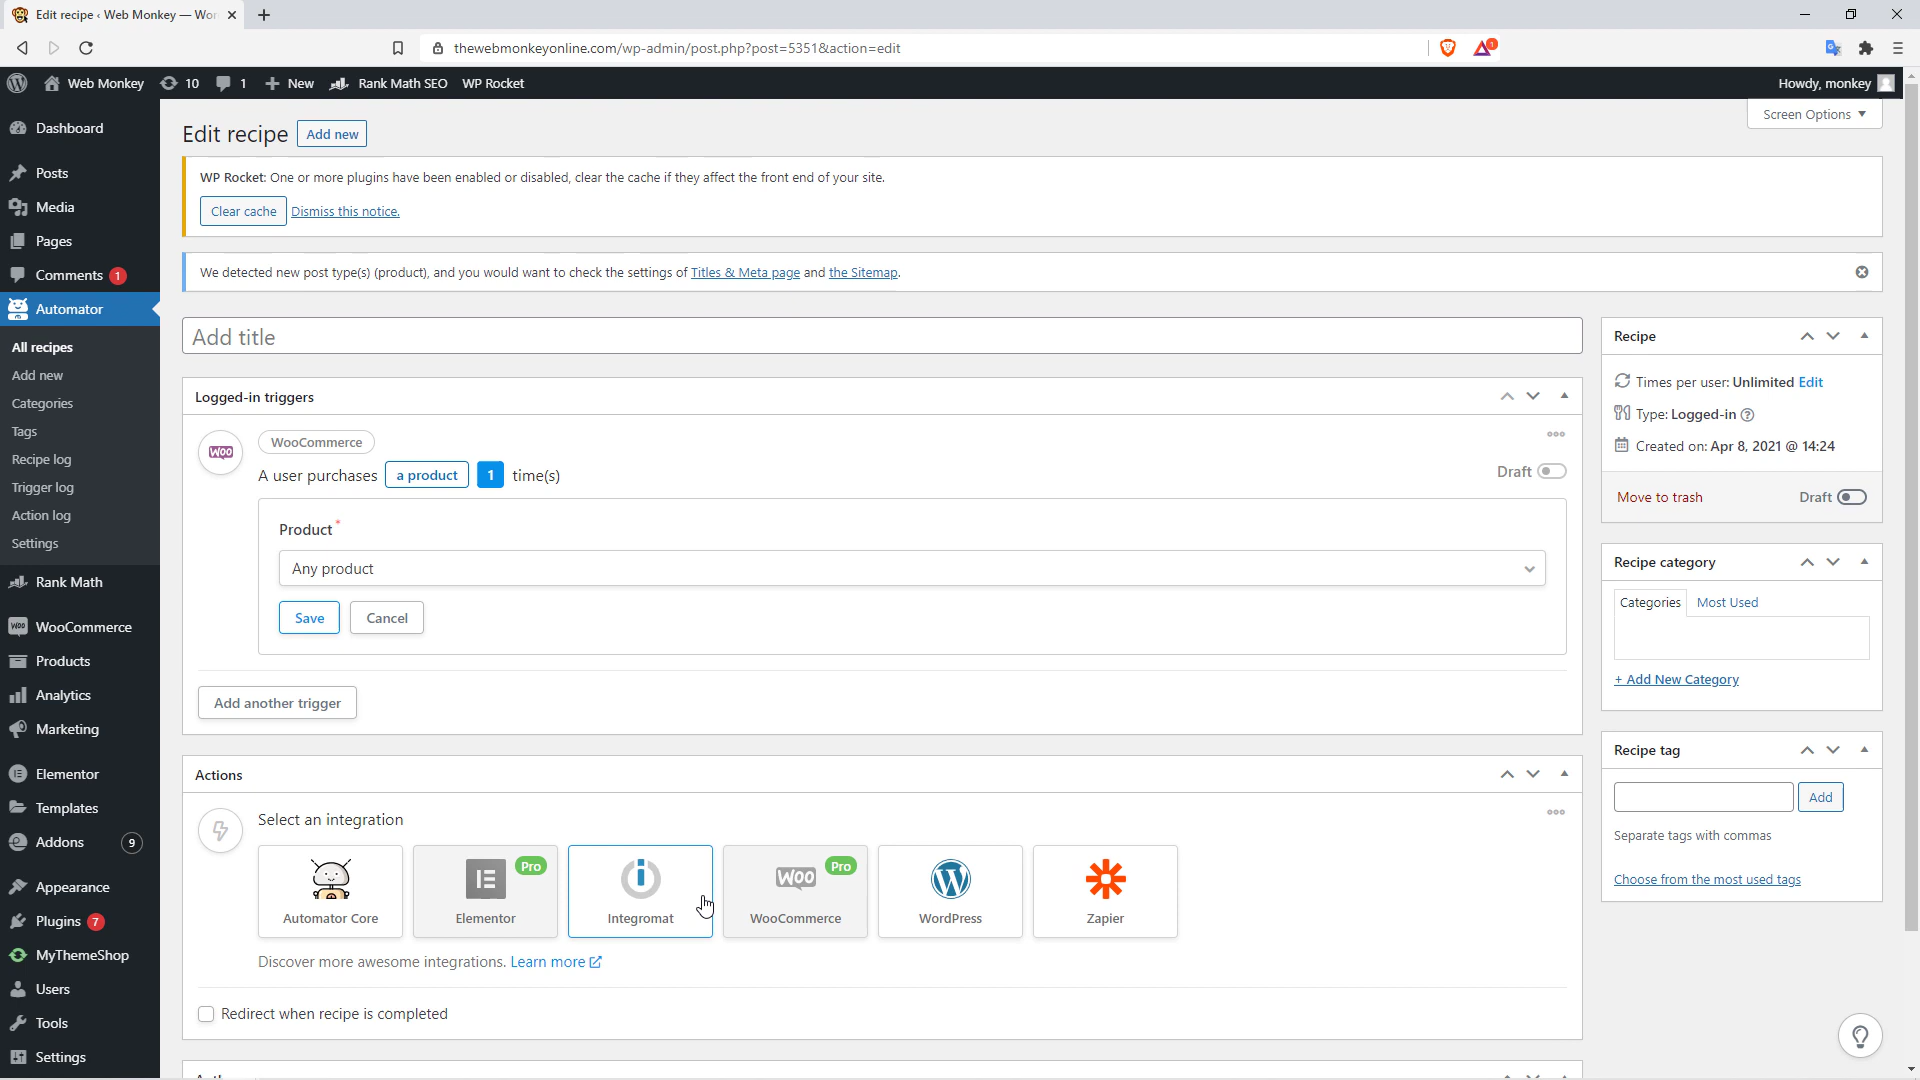 Edit recipe ‹ Web Monkey — Wor
thewebmonkeyonline.com/wp-admin/post.php?post=5351&action=edit
1
Web Monkey 10 1 New Rank Math SEO WP Rocket
Howdy, monkey
Screen Options
Dashboard
Posts
Media
Pages
Comments 1
Automator
All recipes
Add new
Categories
Tags
Recipe log
Trigger log
Action log
Settings
Rank Math
WooCommerce
Products
Analytics
Marketing
Elementor
Templates
Addons 9
Appearance
Plugins 7
MyThemeShop
Users
Tools
Settings
Edit recipe Add new
WP Rocket: One or more plugins have been enabled or disabled, clear the cache if they affect the front end of your site.
Clear cache Dismiss this notice.
We detected new post type(s) (product), and you would want to check the settings of Titles & Meta page and the Sitemap.
Add title
Logged-in triggers
WOO
WooCommerce
A user purchases a product 1 time(s)
Draft
Product *
Any product
Save Cancel
Add another trigger
Actions
Select an integration
Pro
WOO Pro
Automator Core Elementor Integromat WooCommerce WordPress Zapier
Discover more awesome integrations. Learn more
Redirect when recipe is completed
Recipe
Times per user: Unlimited Edit
Type: Logged-in
Created on: Apr 8, 2021 @ 14:24
Move to trash Draft
Recipe category
Categories Most Used
+ Add New Category
Recipe tag
Add
Separate tags with commas
Choose from the most used tags